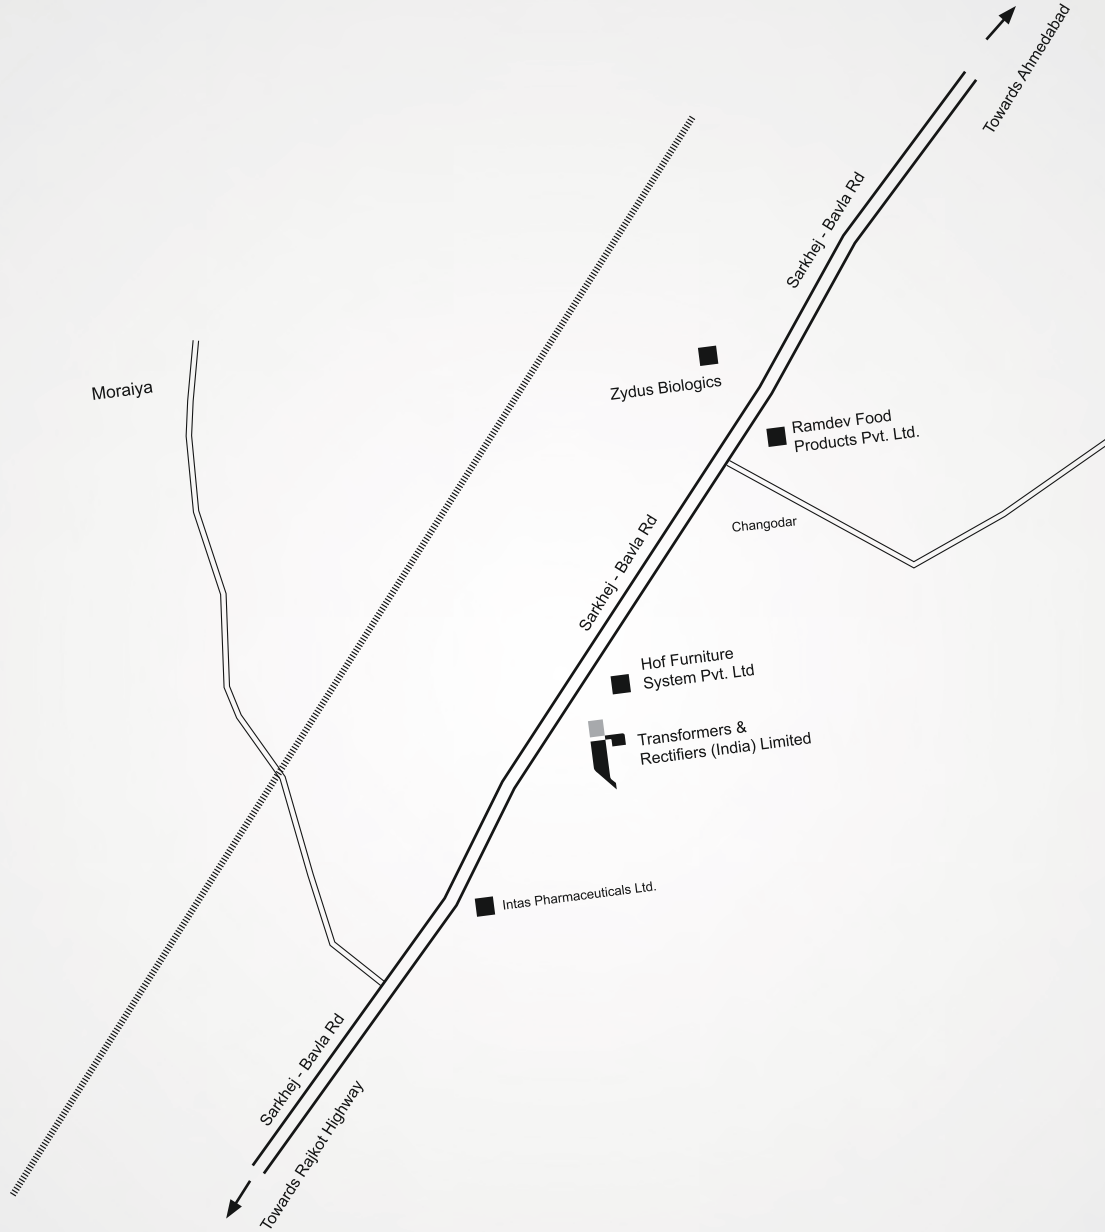 Towards Ahmedabad
Sarkhej - Bavla Rd
Zydus Biologics
Moraiya
Ramdev Food
Products Pvt. Ltd.
Changodar
Sarkhej - Bavla Rd
Hof Furniture
System Pvt. Ltd
Transformers &
Rectifiers (India) Limited
Intas Pharmaceuticals Ltd.
Sarkhej - Bavla Rd
Towards Rajkot Highway